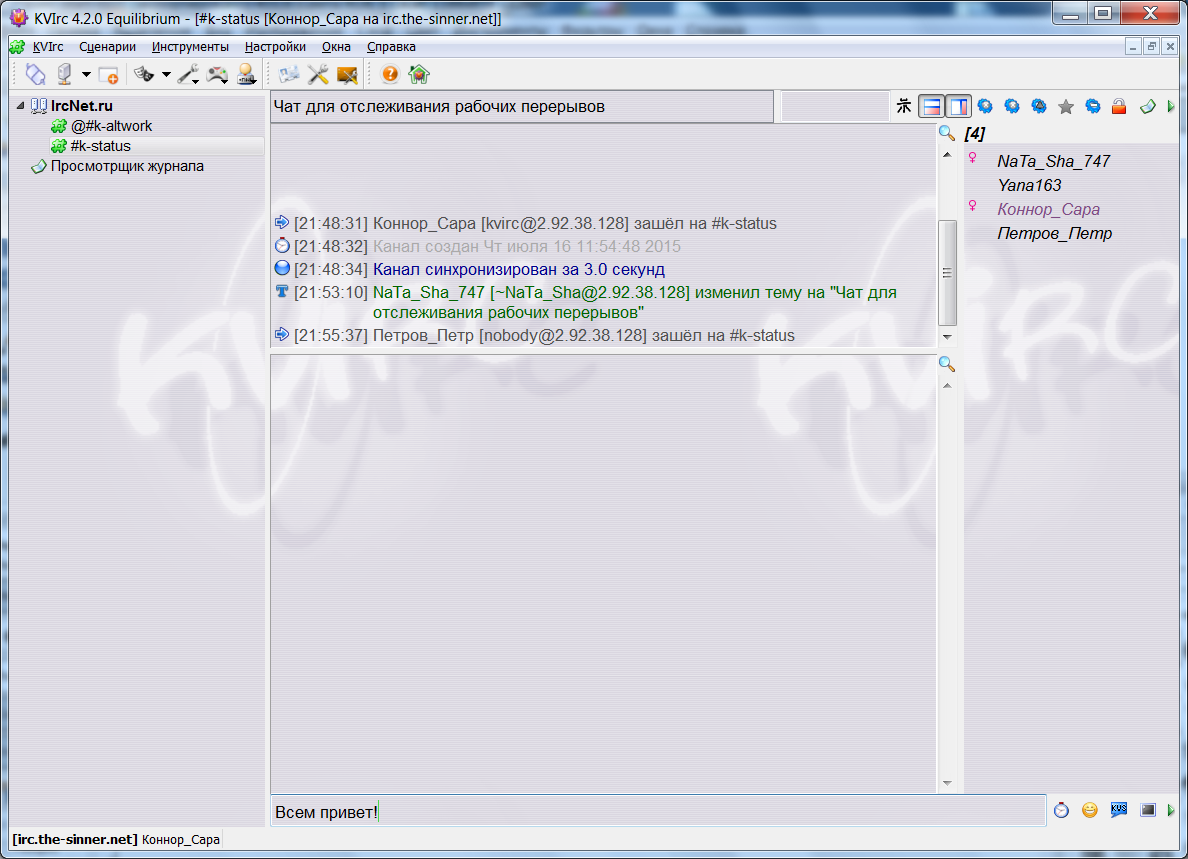 KVIrc 4.2.0 Equilibrium - [#k-status [Коннор_Сара на irc.the-sinner.net]]
KVIrc Сценарии Инструменты Настройки Окна Справка
IrcNet.ru
@#k-altwork
#k-status
Просмотрщик журнала
Чат для отслеживания рабочих перерывов
[21:48:31] Коннор_Сара [kvirc@2.92.38.128] зашёл на #k-status
[21:48:32] Канал создан Чт июля 16 11:54:48 2015
[21:48:34] Канал синхронизирован за 3.0 секунд
[21:53:10] NaTa_Sha_747 [~NaTa_Sha@2.92.38.128] изменил тему на "Чат для
отслеживания рабочих перерывов"
[21:55:37] Петров_Петр [nobody@2.92.38.128] зашёл на #k-status
[4]
NaTa_Sha_747
Yana163
Коннор_Сара
Петров_Петр
KVIRC
KVIRC
Всем привет!
[irc.the-sinner.net] Коннор_Сара